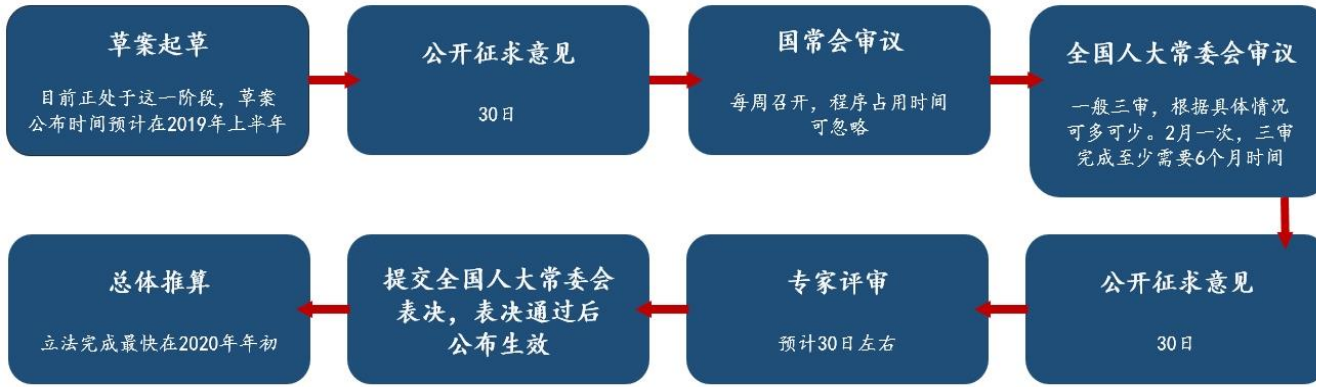 草案起草
目前正处于这一阶段，草案
公布时间预计在2019年上半年
公开征求意见
30日
国常会审议
每周召开，程序占用时间
可忽略
全国人大常委会审议
一般三审，根据具体情况
可多可少。2月一次，三审
完成至少需要6个月时间
公开征求意见
30日
专家评审
预计30日左右
提交全国人大常委会
表决，表决通过后
公布生效
总体推算
立法完成最快在2020年年初